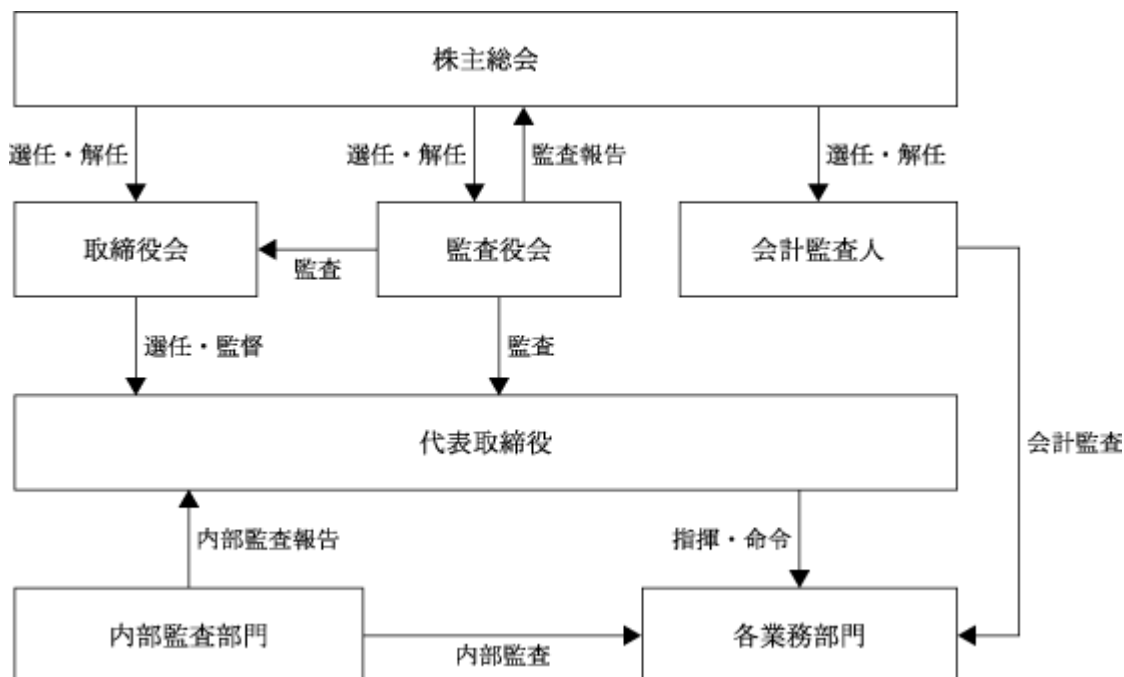 株主総会
選任・解任
選任・解任
監査報告
選任・解任
取締役会
監査
監査役会
会計監査人
選任・監督
監査
代表取締役
会計監査
内部監査報告
指揮・命令
内部監査部門
内部監査
各業務部門